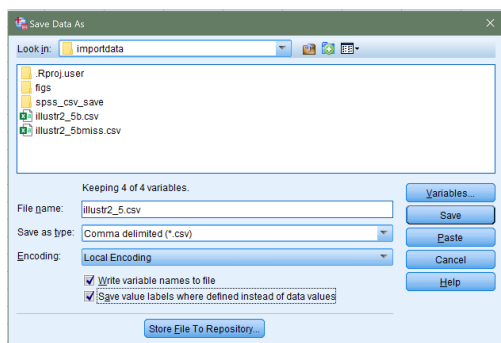 Save Data As
Look in: importdata
.Rproj.user
figs
spss_csv_save
illustr2_5b.csv
illustr2_5bmiss.csv
Keeping 4 of 4 variables.
Variables...
File name: illustr2_5.csv
Save
Save as type: Comma delimited (*.csv)
Paste
Encoding: Local Encoding
Cancel
Write variable names to file
Help
Save value labels where defined instead of data values
Store File To Repository...